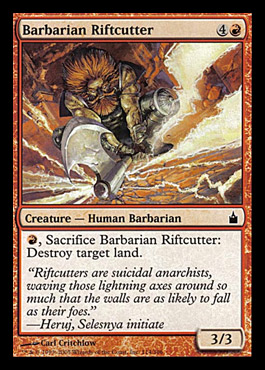 Barbarian Riftcutter 4
Creature — Human Barbarian
, Sacrifice Barbarian Riftcutter:
Destroy target land.
"Riftcutters are suicidal anarchists,
waving those lightning axes around so
much that the walls are as likely to fall
as their foes."
—Heruj, Selesnya initiate
Carl Critchlow
3/3